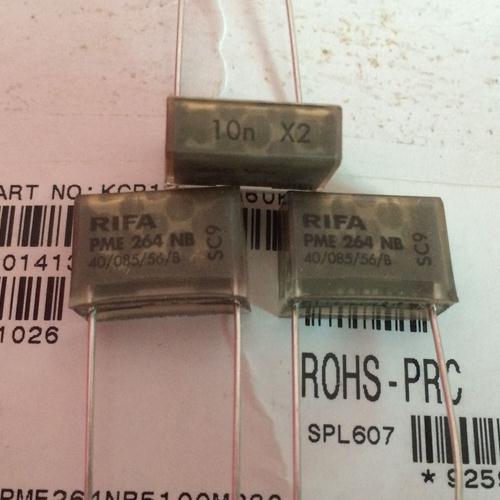 10n X2
ART NO:KCP1
RIFA
PME 264 NB
40/085/56/B
SC9
RIFA
PME 264 NB
40/085/56/B
SC9
01413
1026
ROHS-PRC
SPL607
*9259